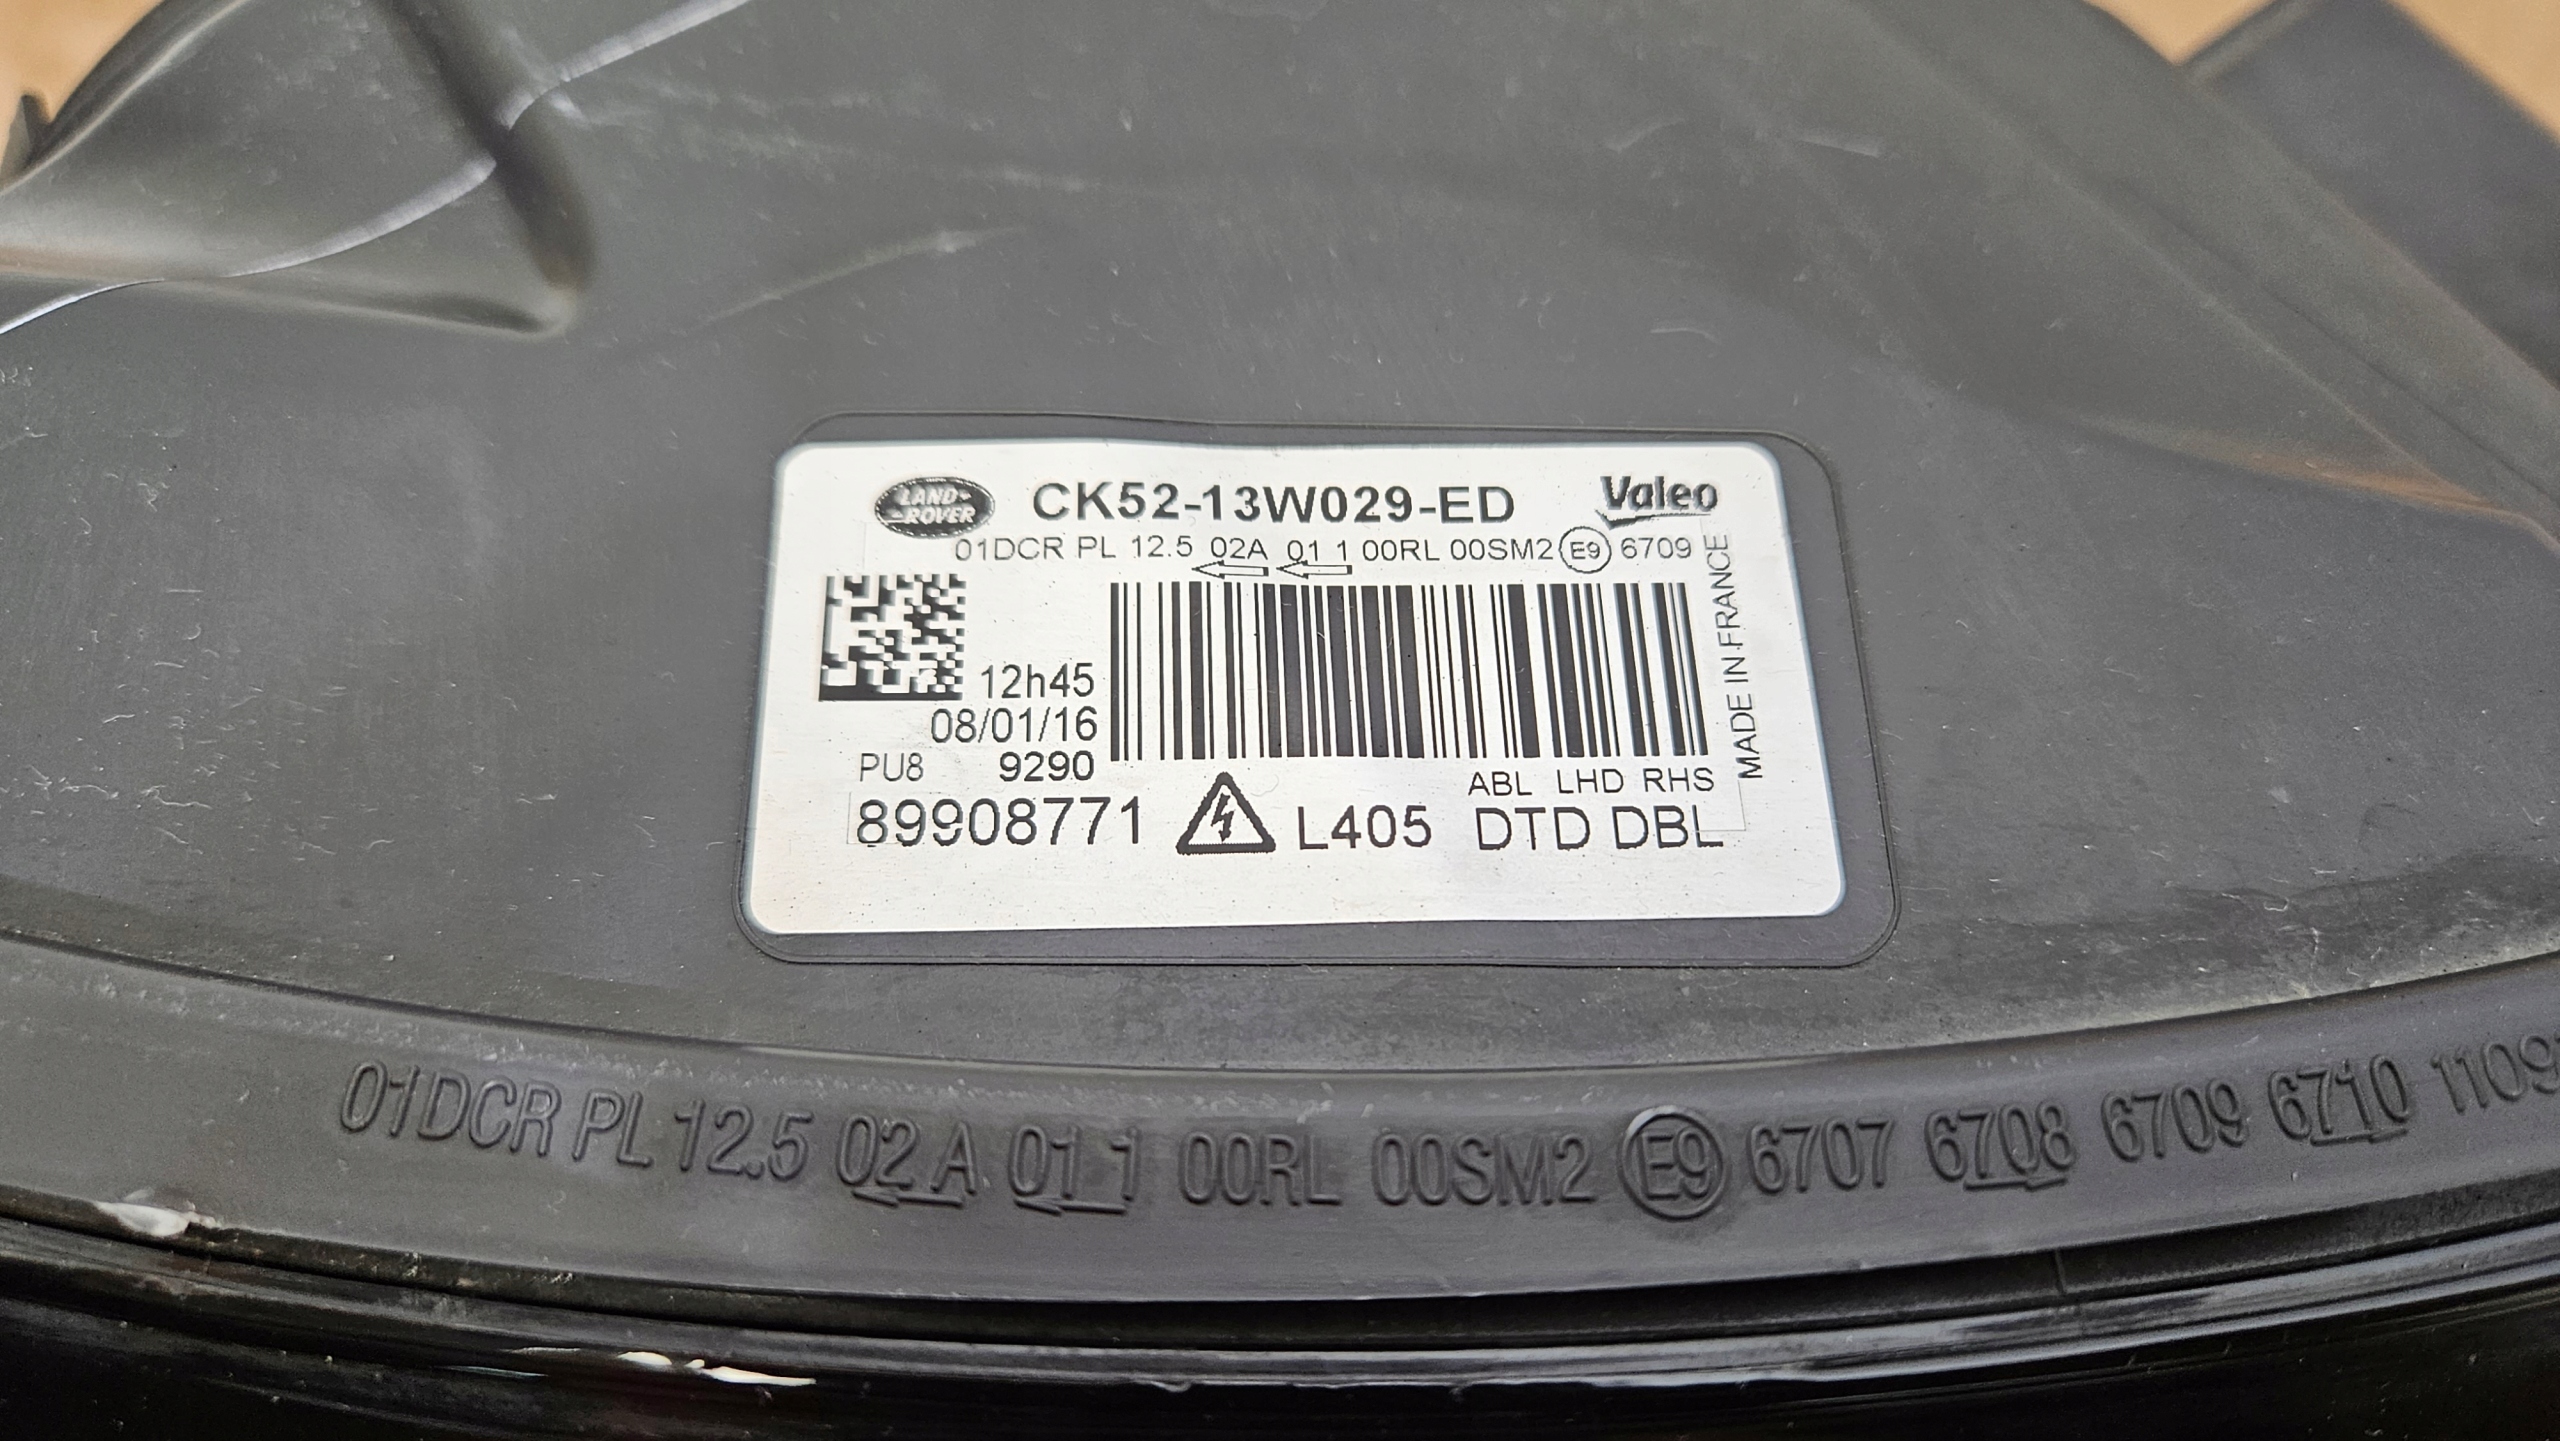 LAND ROVER
CK52-13W029-ED
Valeo
01DCR PL 12.5 02A 01 1 00RL 00SM2 E9 6709
MADE IN FRANCE
12h45
08/01/16
PU8 9290
ABL LHD RHS
89908771 L405 DTD DBL
01DCR PL 12.5 02A 01 1 00RL 00SM2 E9 6707 6708 6709 6710 1109